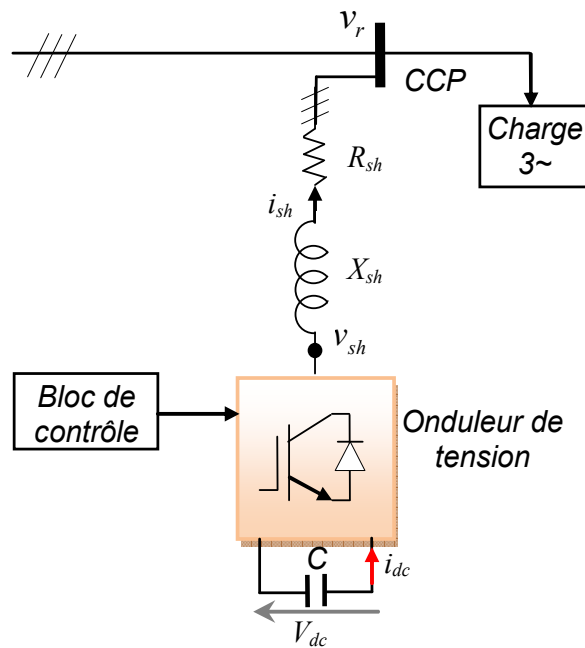 v_r
CCP
Charge
3~
R_sh
i_sh
X_sh
v_sh
Bloc de
contrôle
Onduleur de
tension
C
i_dc
V_dc